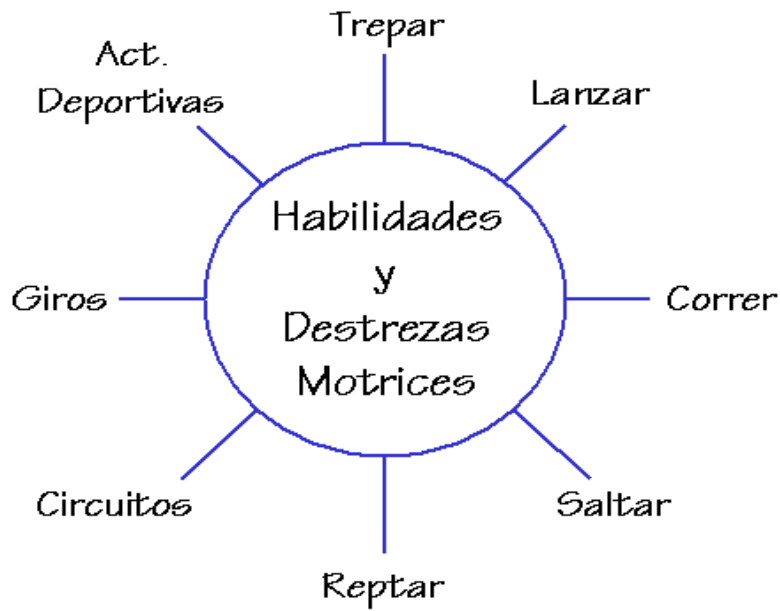 Trepar
Act.
Deportivas
Lanzar
Habilidades
y
Destrezas
Motrices
Giros
Correr
Circuitos
Saltar
Reptar